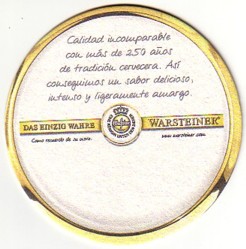 Calidad incomparable
con más de 250 años
de tradición cervecera. Así
conseguimos un sabor delicioso,
intenso y ligeramente amargo.
DAS EINZIG WAHRE WARSTEINER
www.warsteiner.com